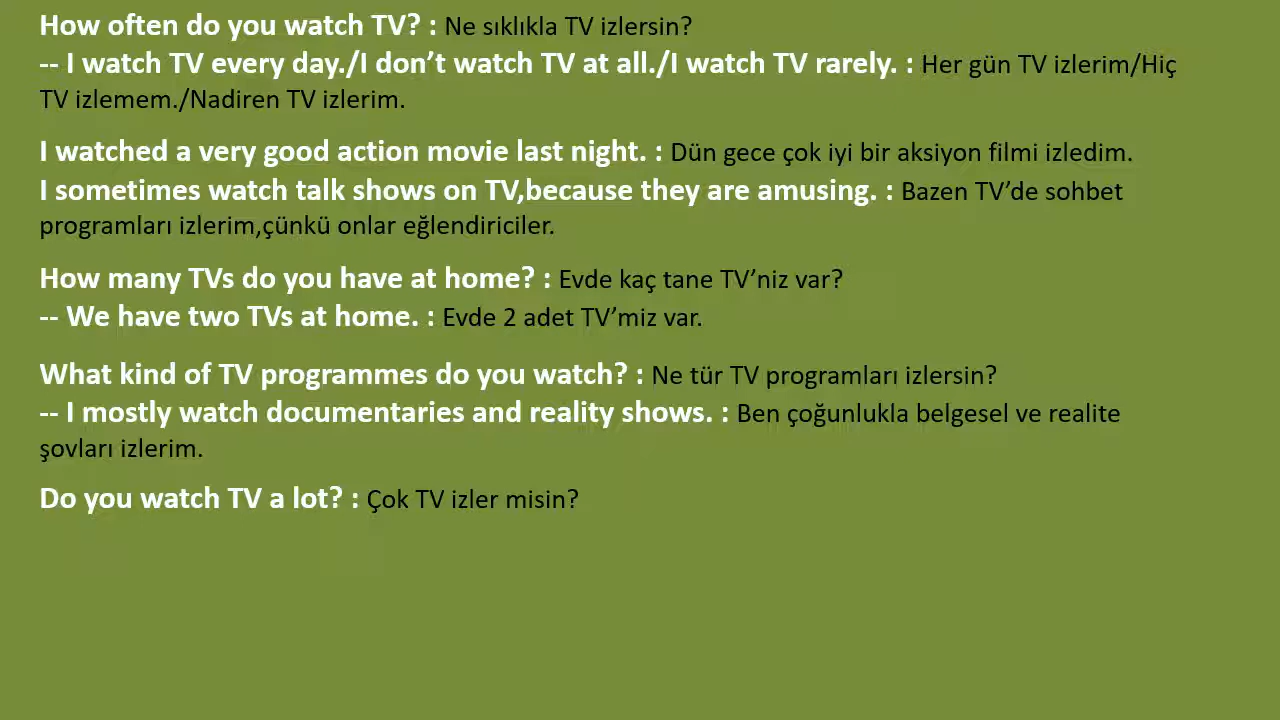 How often do you watch TV? : Ne sıklıkla TV izlersin?
-- I watch TV every day./I don’t watch TV at all./I watch TV rarely. : Her gün TV izlerim/Hiç
TV izlemem./Nadiren TV izlerim.
I watched a very good action movie last night. : Dün gece çok iyi bir aksiyon filmi izledim.
I sometimes watch talk shows on TV,because they are amusing. : Bazen TV’de sohbet
programları izlerim,çünkü onlar eğlendiriciler.
How many TVs do you have at home? : Evde kaç tane TV’niz var?
-- We have two TVs at home. : Evde 2 adet TV’miz var.
What kind of TV programmes do you watch? : Ne tür TV programları izlersin?
-- I mostly watch documentaries and reality shows. : Ben çoğunlukla belgesel ve realite
şovları izlerim.
Do you watch TV a lot? : Çok TV izler misin?